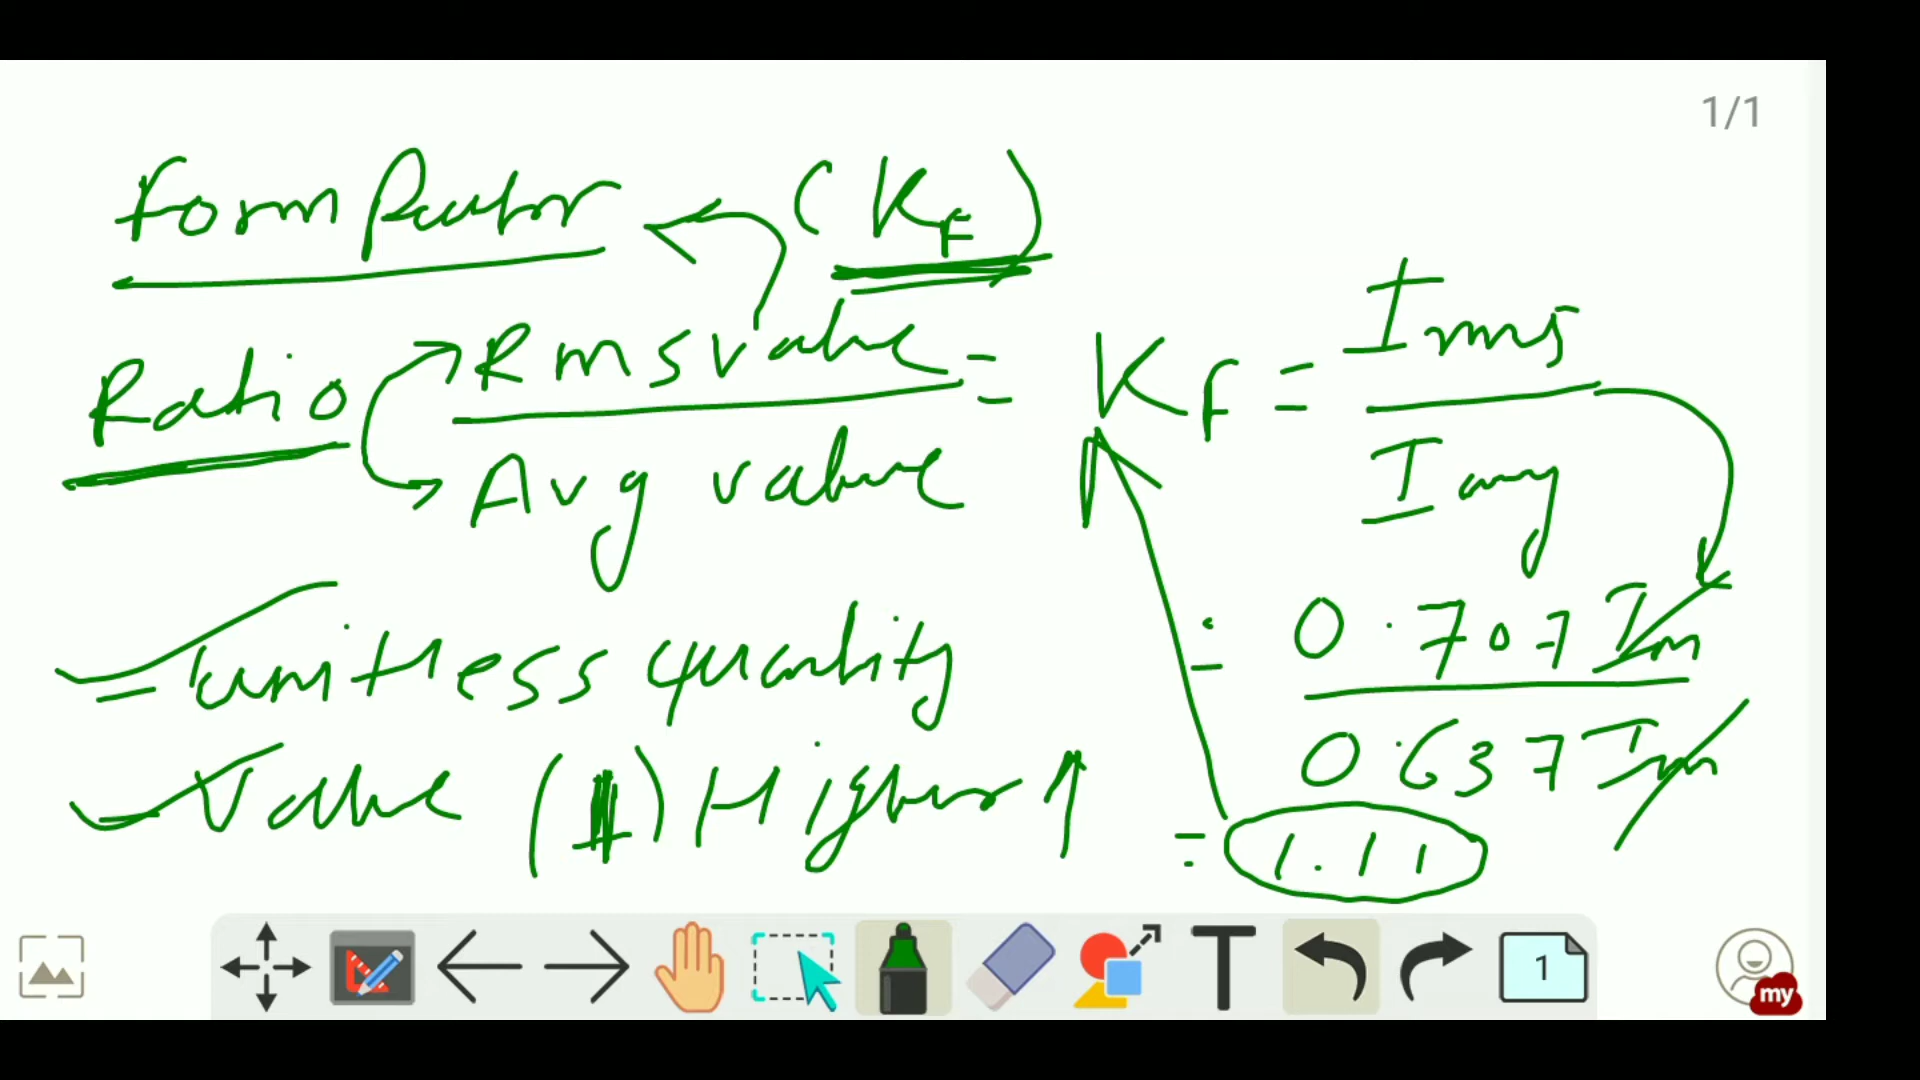 1/1
Form factor (KF)
Ratio Rms value / Avg value = KF = Irms / Iavg
= 0.707 Im / 0.637 Im
= unitless quantity
Value (1) Higher ↑
= 1.11
T
1
my